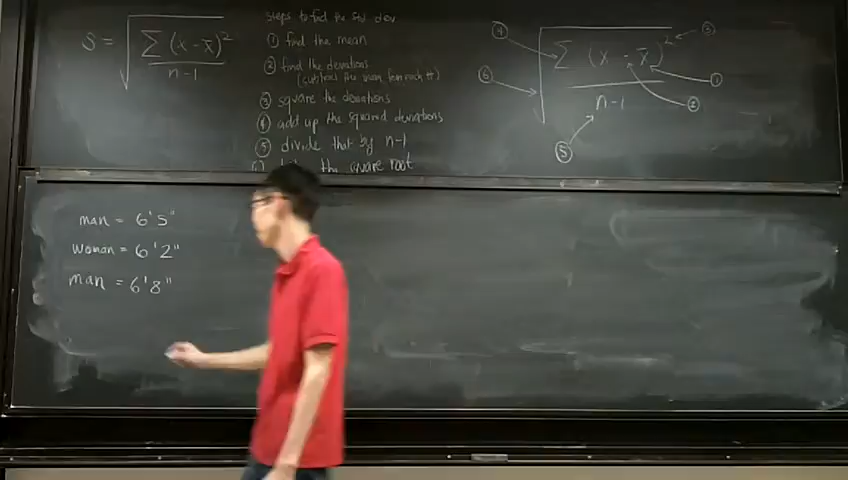 S = √ Σ (x - x̄)²
n-1
steps to find the std dev
① find the mean
② find the deviations
(subtract the mean from each #)
③ square the deviations
④ add up the squared deviations
⑤ divide that by n-1
the square root
④ ③
Σ (x - x̄)²
⑥ ①
②
n-1
⑤
man = 6'5"
woman = 6'2"
man = 6'8"